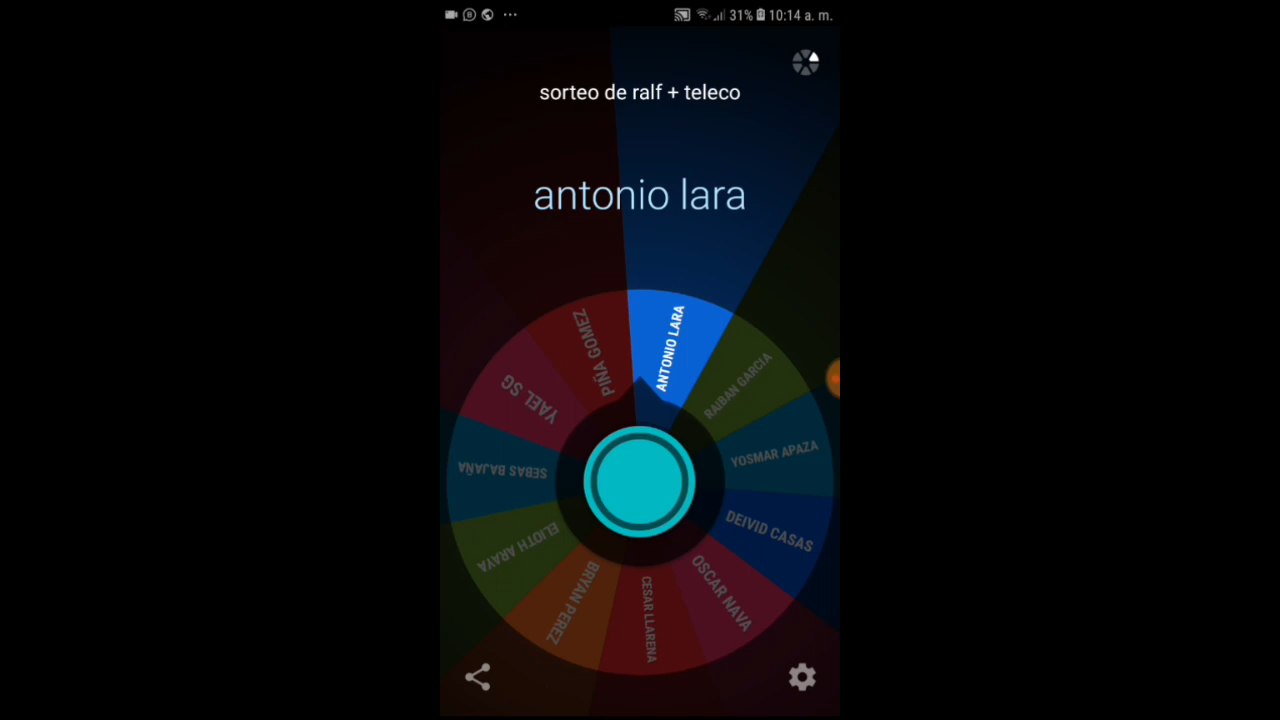 31% 10:14 a. m.
sorteo de ralf + teleco
antonio lara
ANTONIO LARA
RAIBAN GARCIA
YOSMAR APAZA
DEIVID CASAS
OSCAR NAVA
CESAR LLARENA
BRYAN PEREZ
ELIOTH ARAYA
SEBAS BAJAÑA
YAEL SG
PIÑA GOMEZ